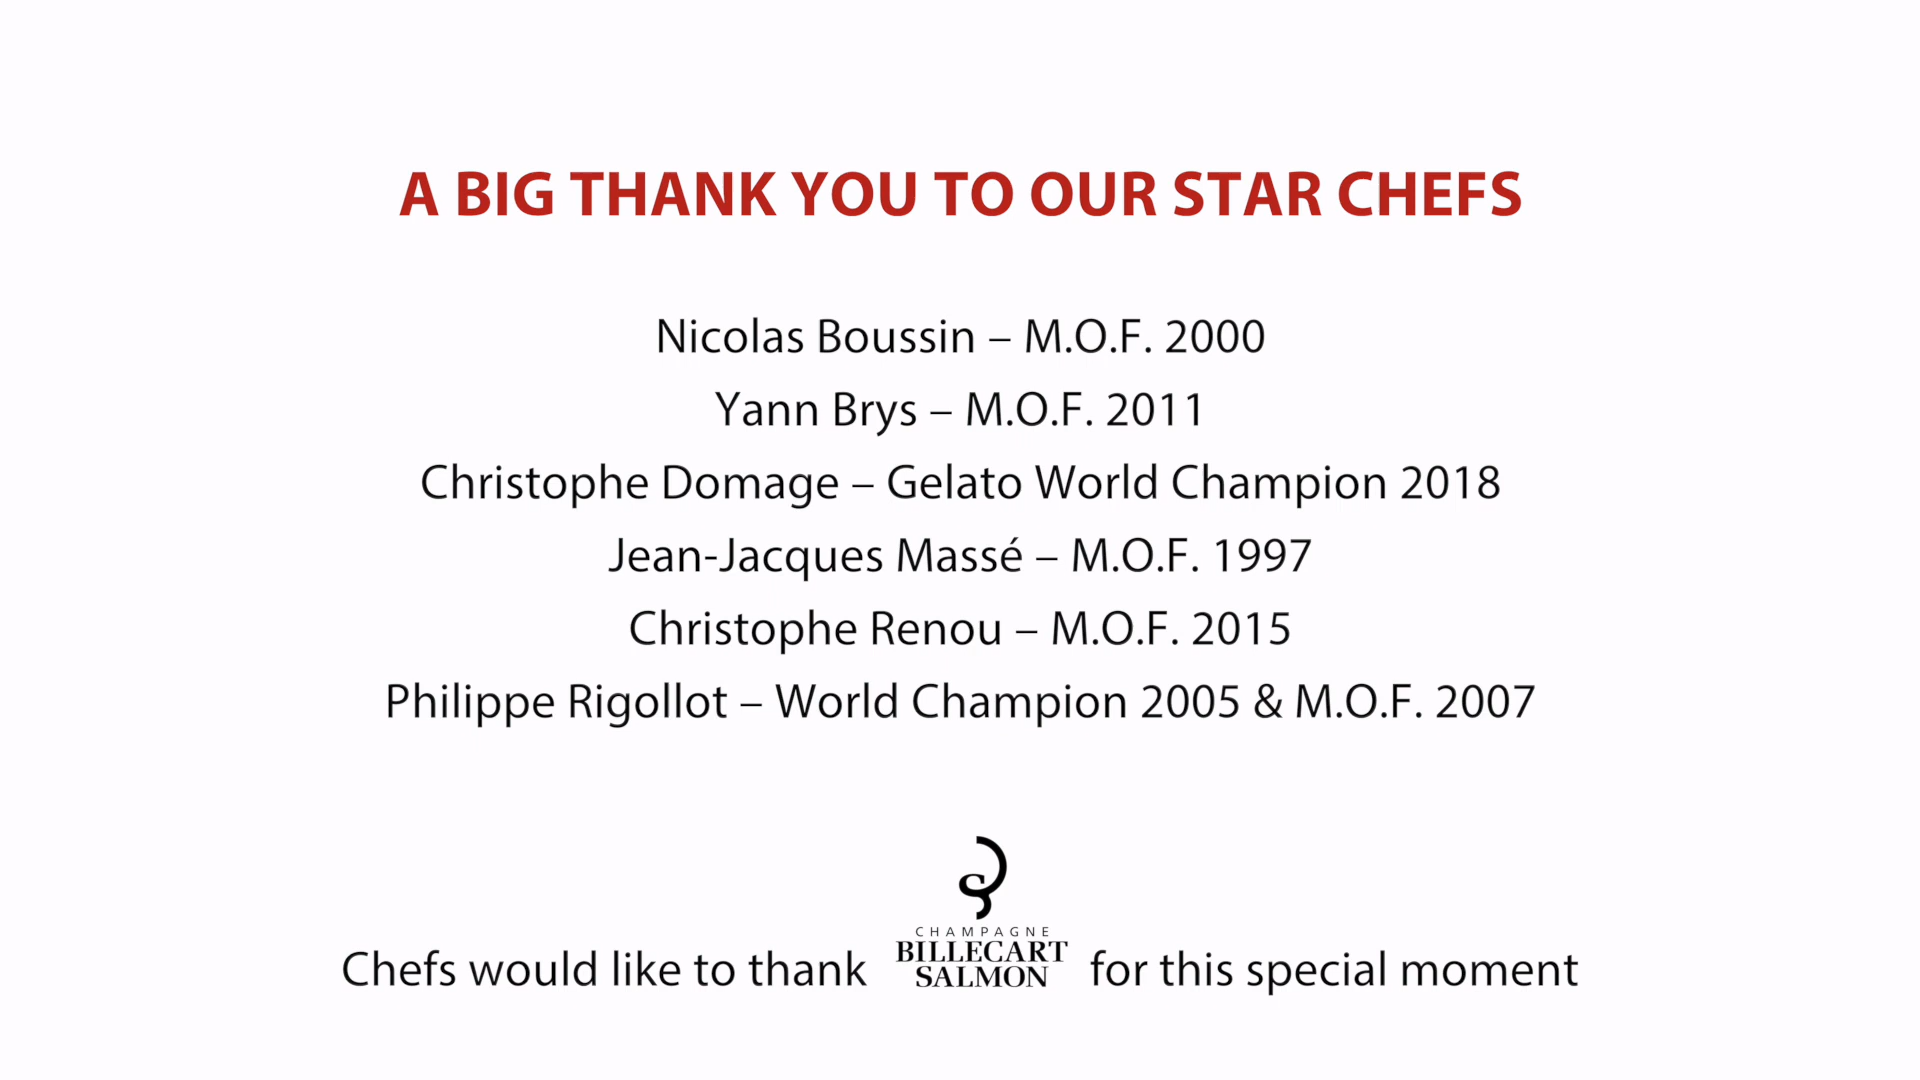 A BIG THANK YOU TO OUR STAR CHEFS
Nicolas Boussin – M.O.F. 2000
Yann Brys – M.O.F. 2011
Christophe Domage – Gelato World Champion 2018
Jean-Jacques Massé – M.O.F. 1997
Christophe Renou – M.O.F. 2015
Philippe Rigollot – World Champion 2005 & M.O.F. 2007
Chefs would like to thank
CHAMPAGNE
BILLECART
SALMON
for this special moment